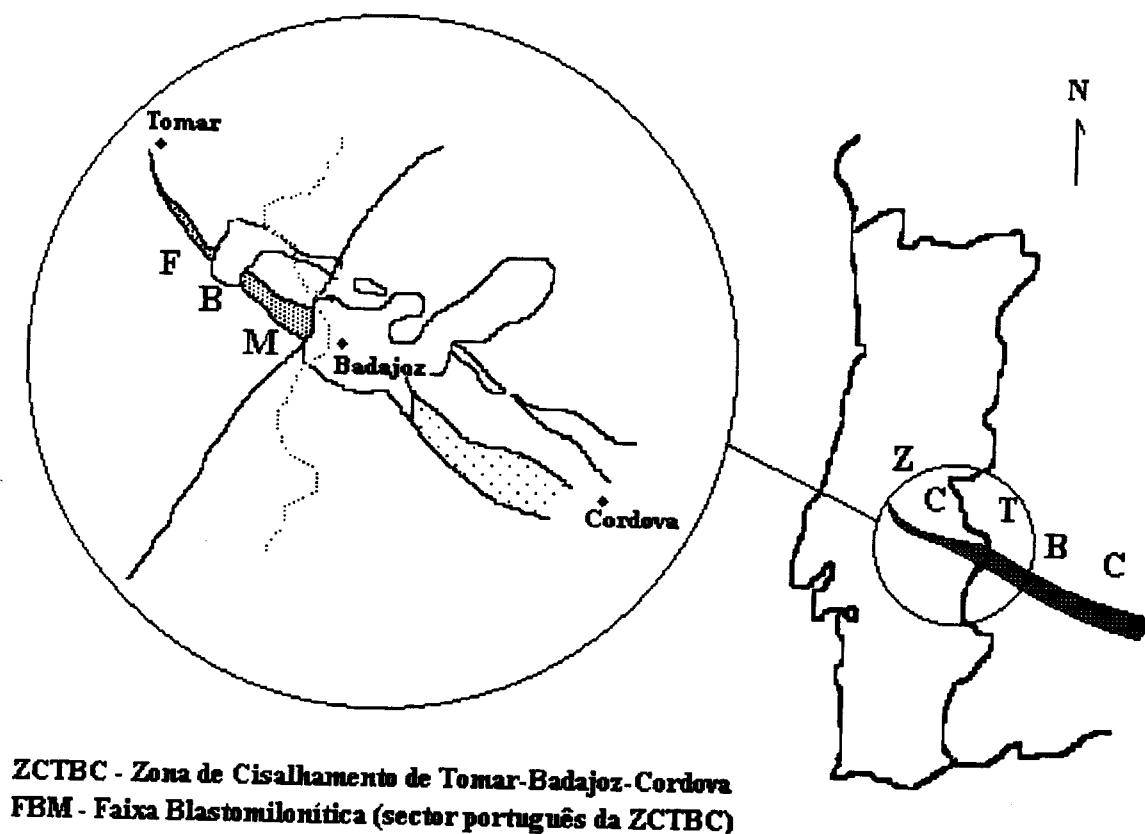 Tomar
N
F
B
M
Badajoz
Cordova
Z
C
T
B
C
ZCTBC - Zona de Cisalhamento de Tomar-Badajoz-Cordova
FBM - Faixa Blastomilonítica (sector português da ZCTBC)